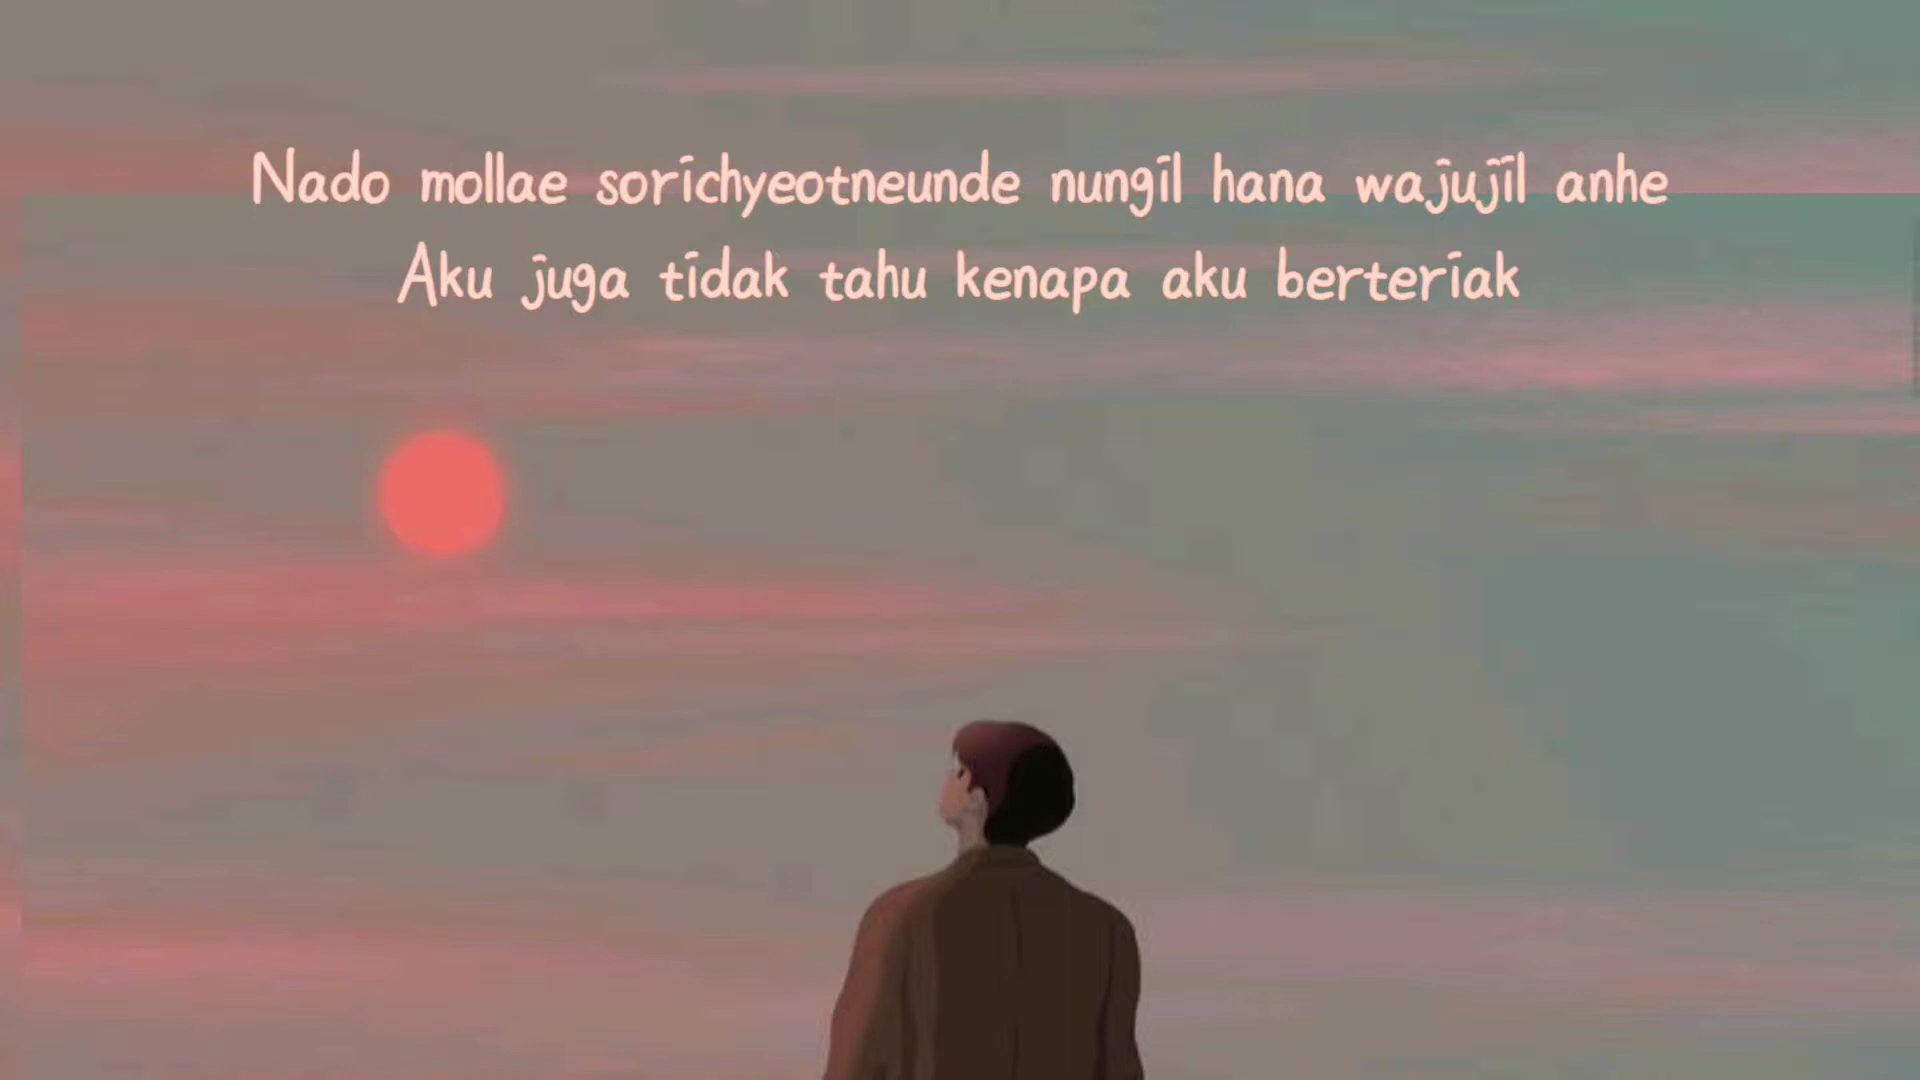 Nado mollae sorichyeotneunde nungil hana wajujil anhe
Aku juga tidak tahu kenapa aku berteriak